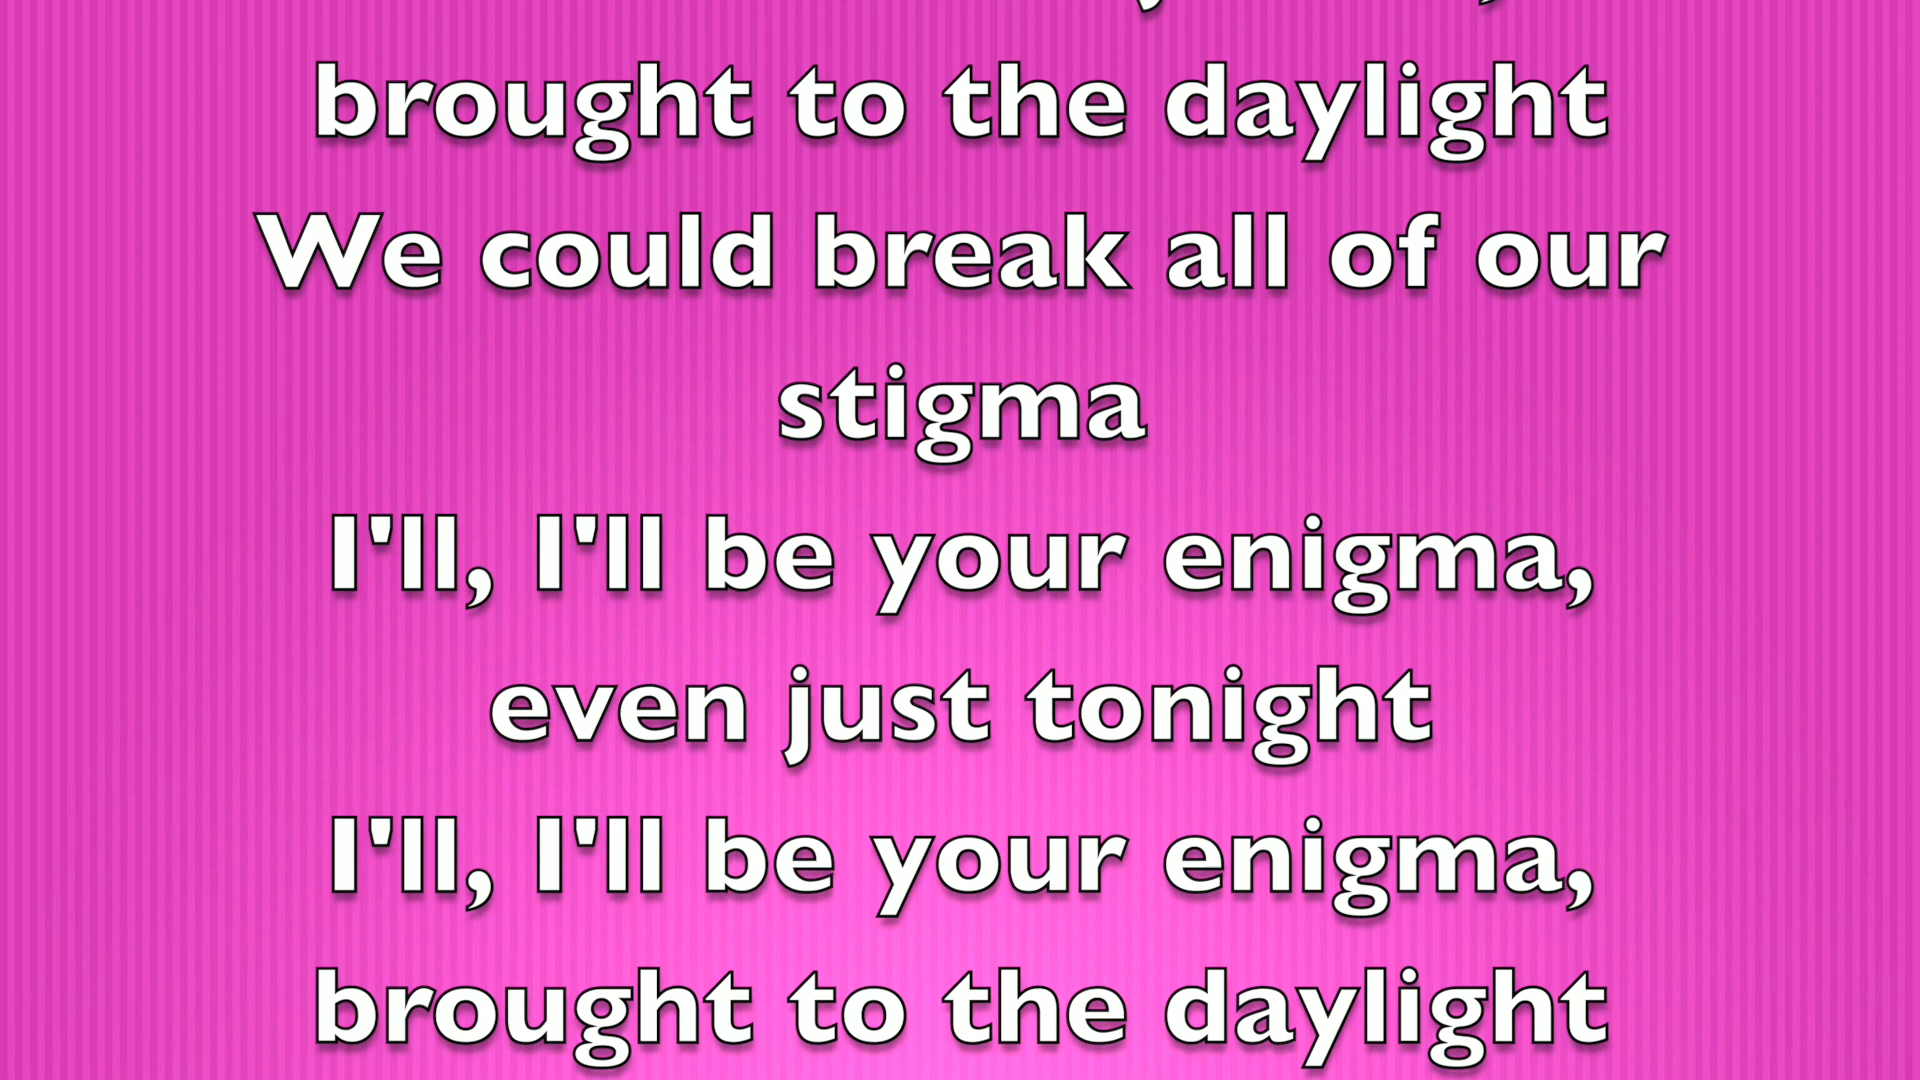 brought to the daylight
We could break all of our
stigma
I'll, I'll be your enigma,
even just tonight
I'll, I'll be your enigma,
brought to the daylight